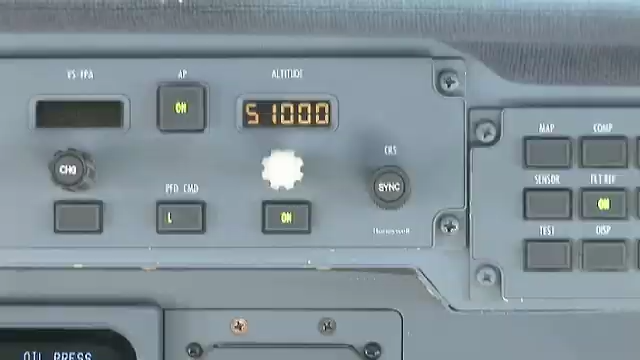 VS-FPA
AP
ALTITUDE
ON
51000
CHG
CRS
SYNC
PFD CMD
L
ON
Honeywell
MAP
COMP
SENSOR
FLT REF
ON
TEST
DISP
OIL PRESS